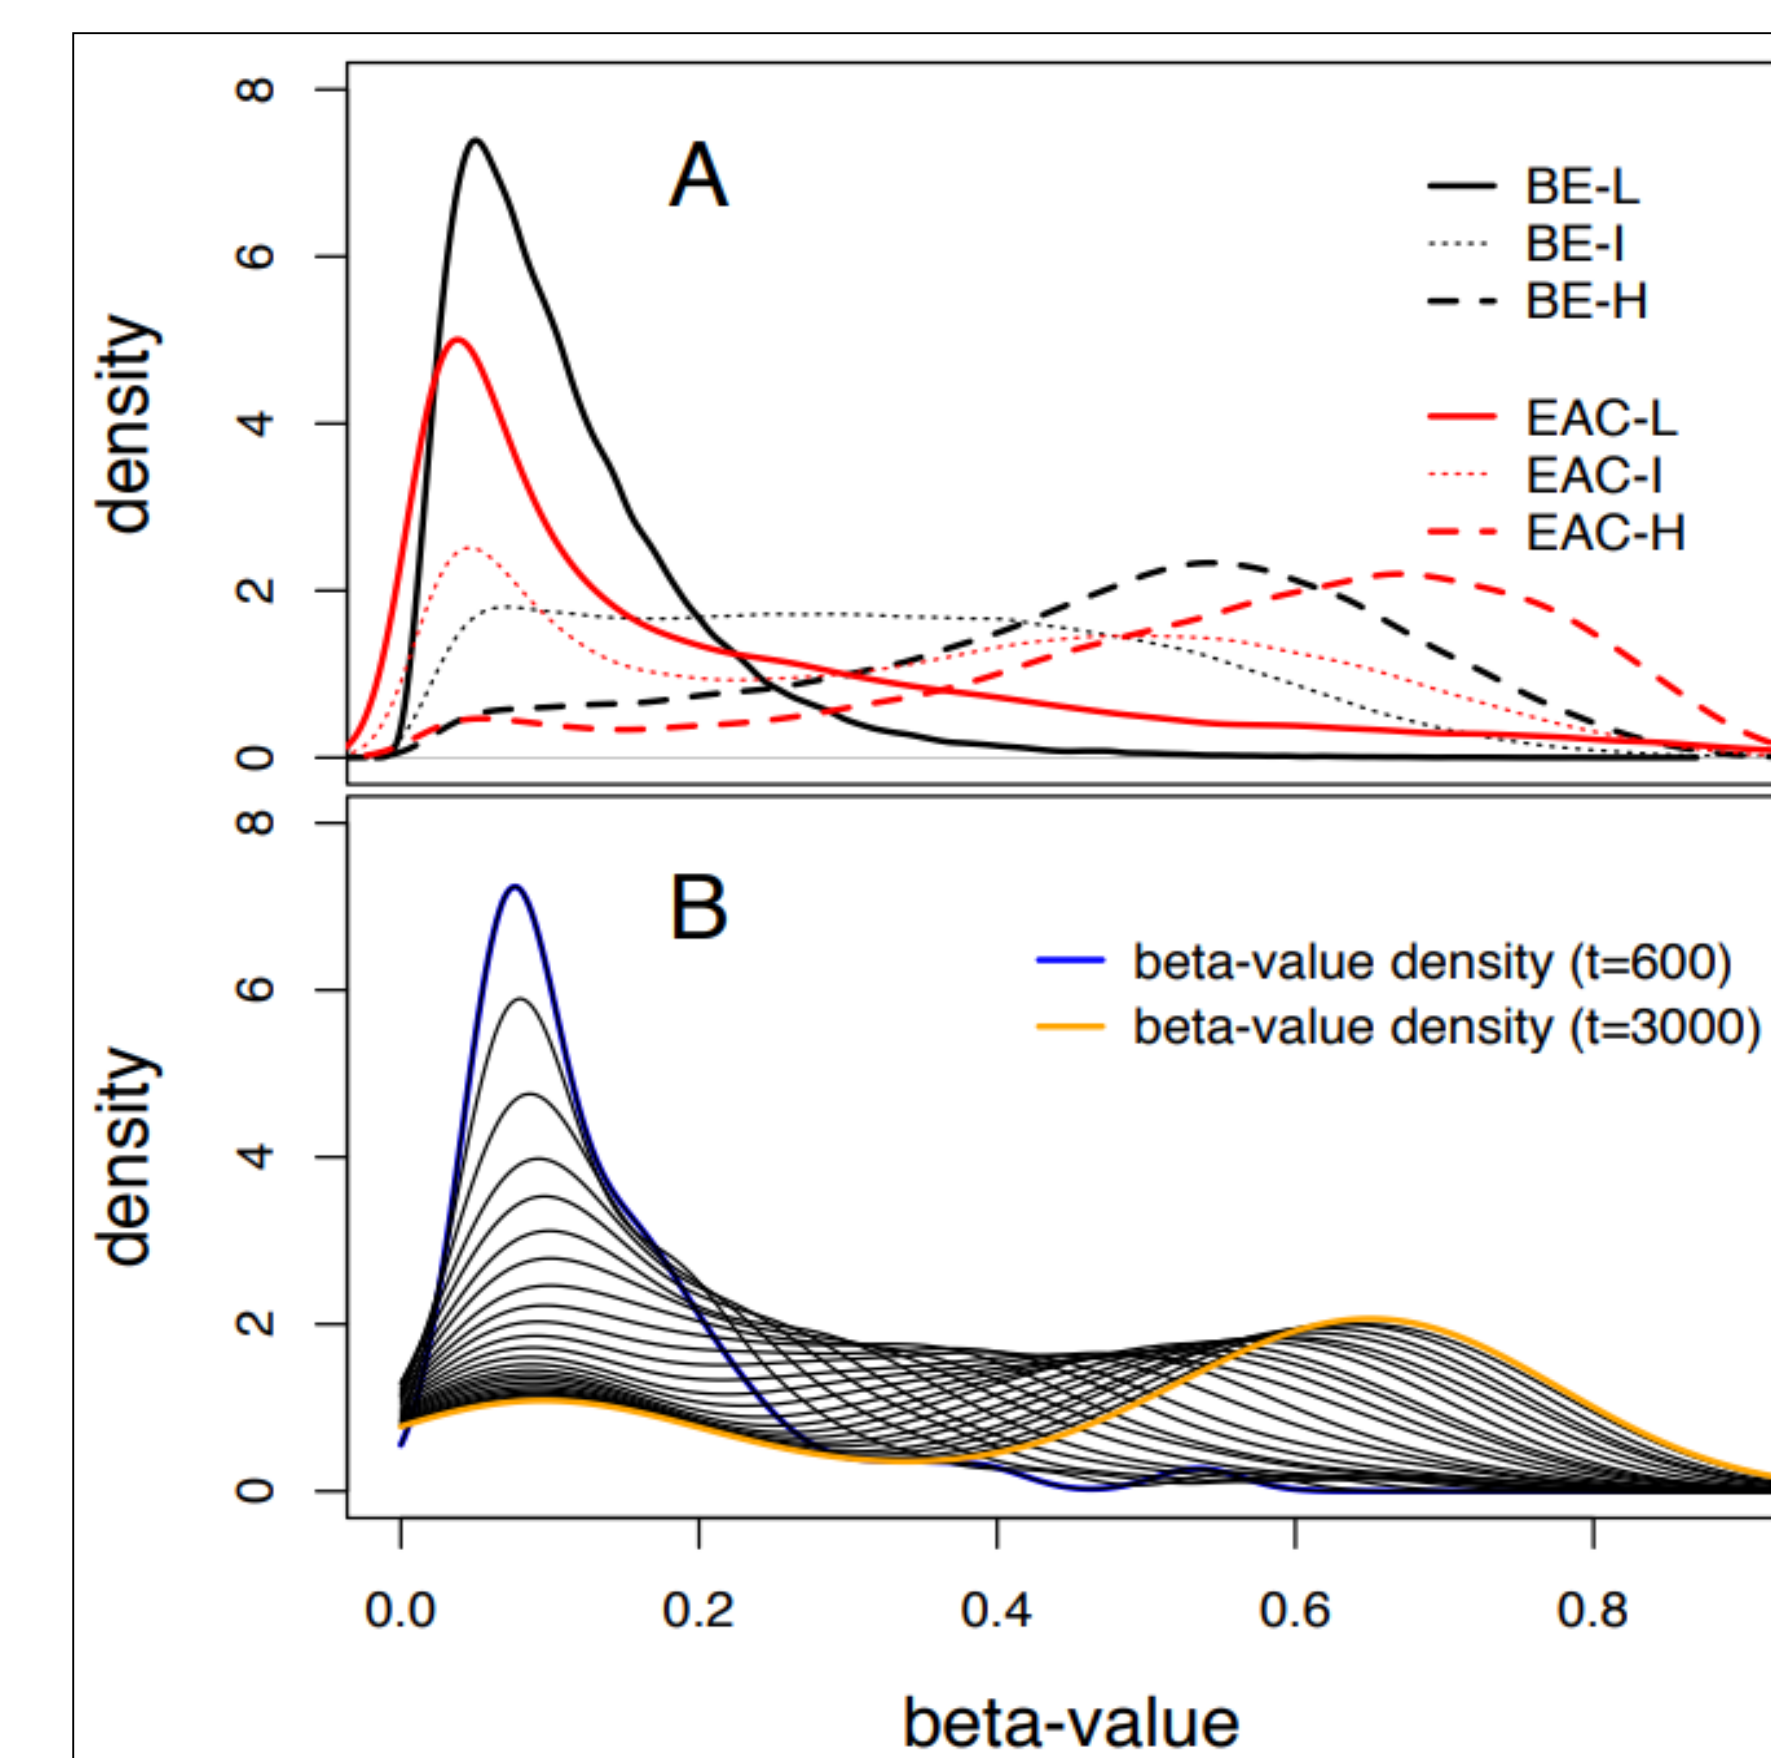 8
6
4
2
0
density
A
BE-L
BE-I
BE-H
EAC-L
EAC-I
EAC-H
8
6
4
2
0
density
B
beta-value density (t=600)
beta-value density (t=3000)
0.0 0.2 0.4 0.6 0.8
beta-value